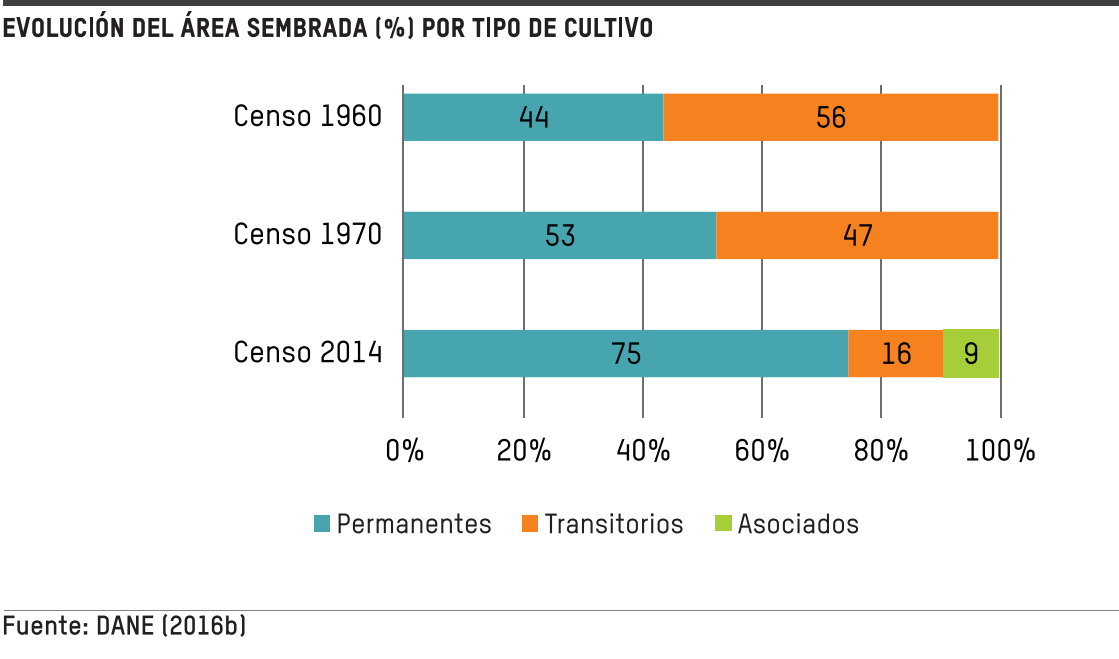 EVOLUCIÓN DEL ÁREA SEMBRADA (%) POR TIPO DE CULTIVO
Censo 1960 44 56
Censo 1970 53 47
Censo 2014 75 16 9
0% 20% 40% 60% 80% 100%
Permanentes Transitorios Asociados
Fuente: DANE (2016b)